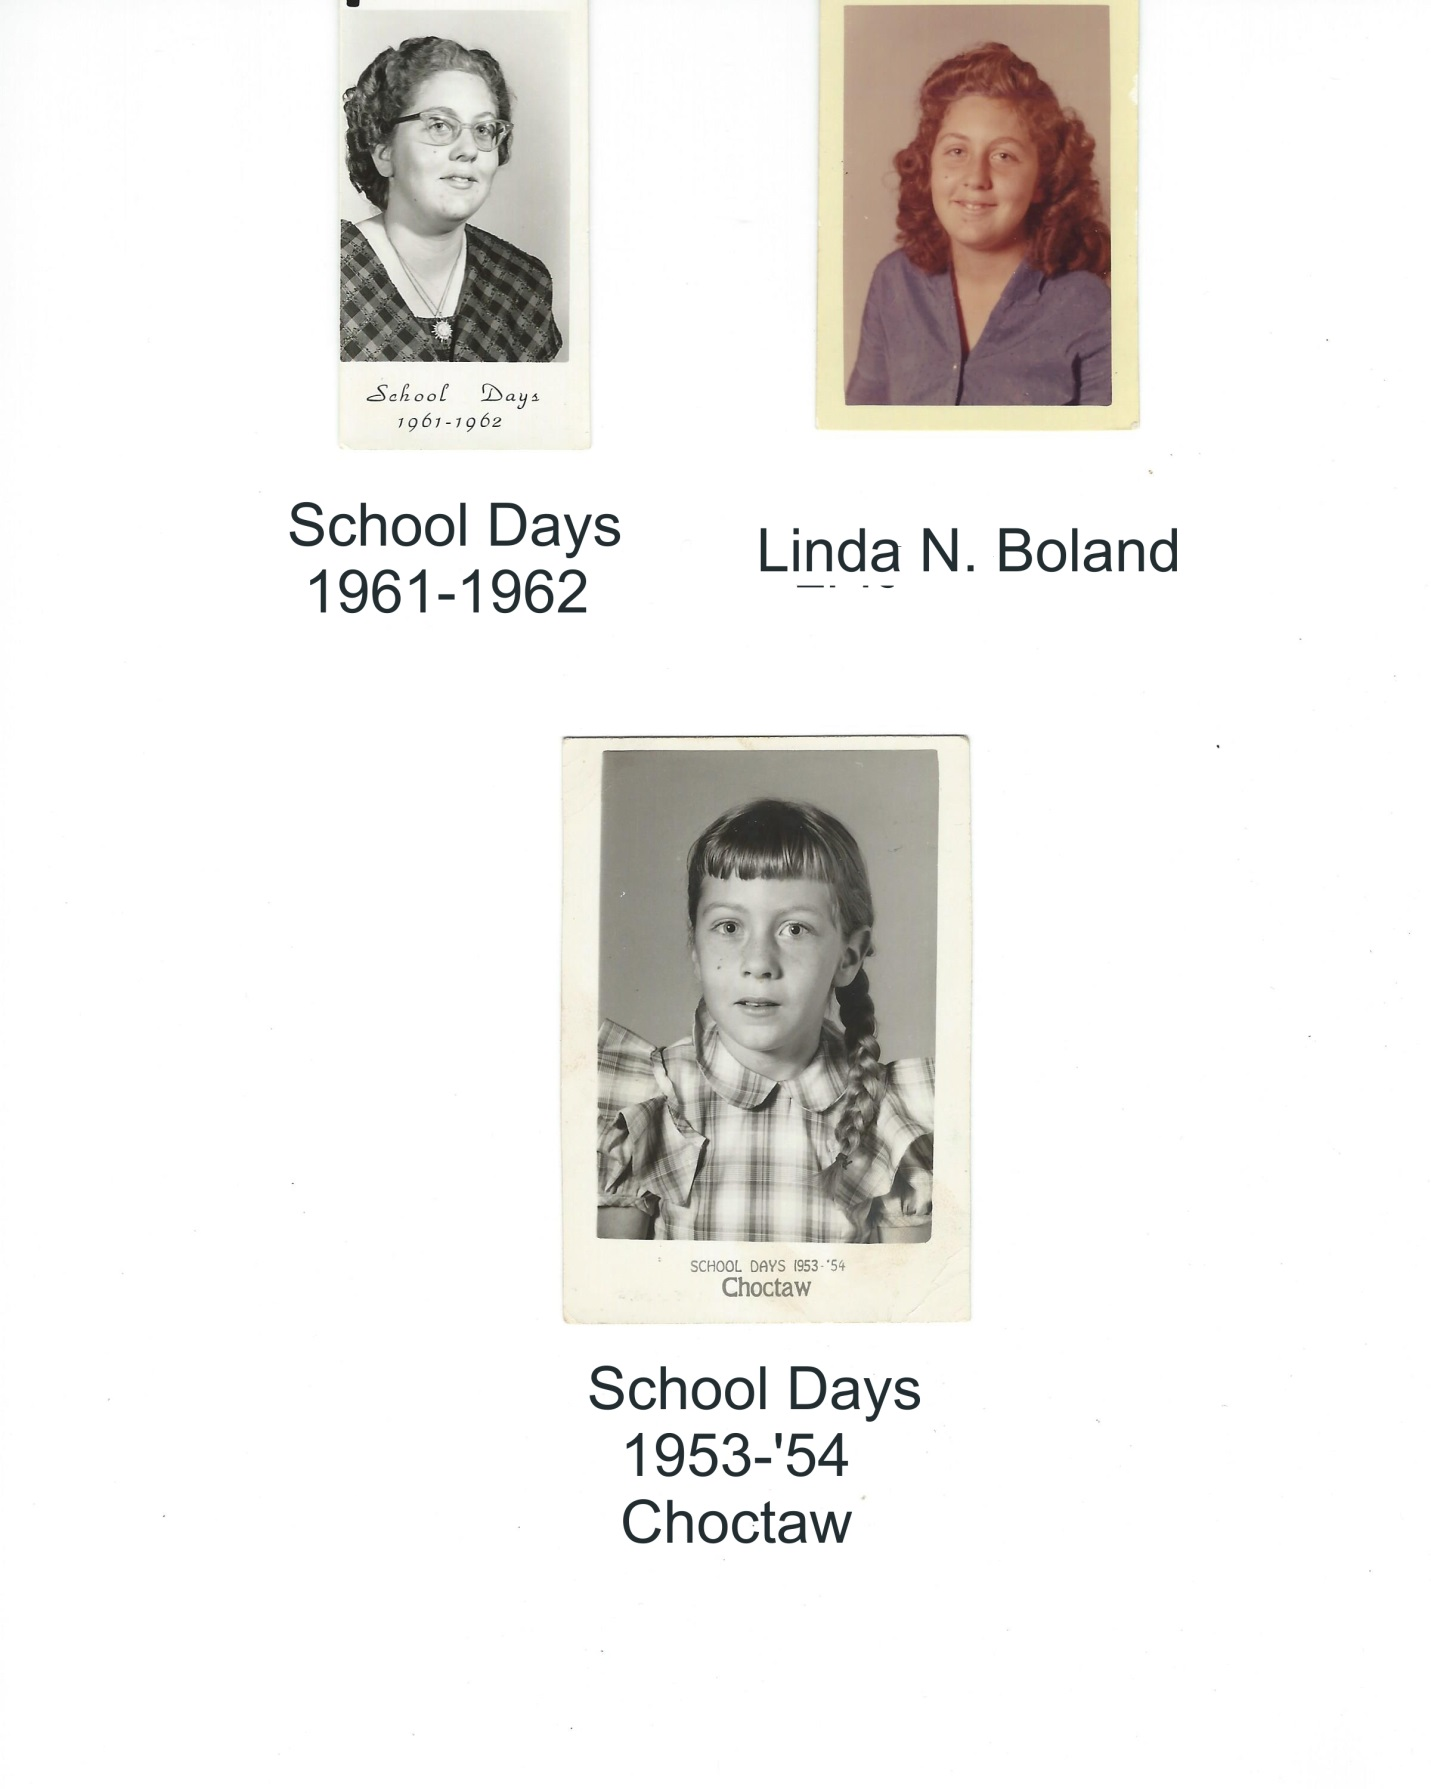 School Days
1961-1962
School Days
1961-1962
Linda N. Boland
SCHOOL DAYS 1953-'54
Choctaw
School Days
1953-'54
Choctaw